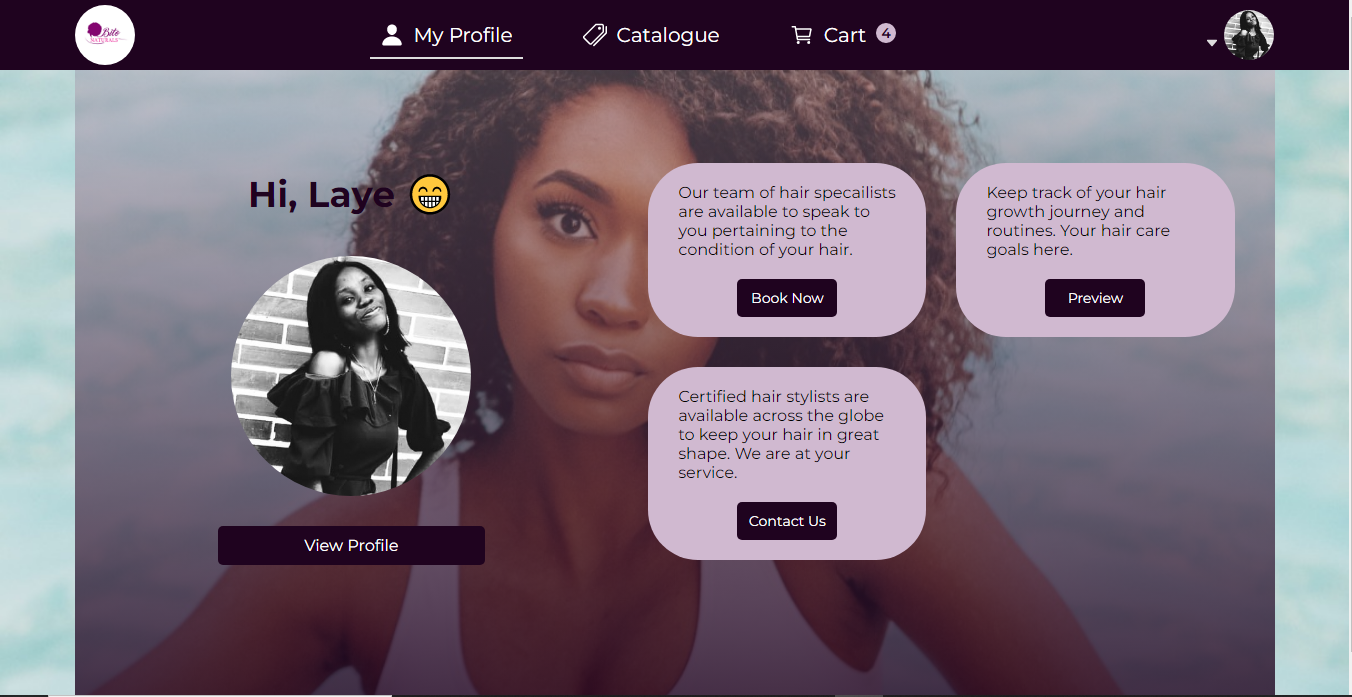 Bite
NATURALS
My Profile
Catalogue
Cart 4
Hi, Laye 😁
View Profile
Our team of hair specailists
are available to speak to
you pertaining to the
condition of your hair.
Book Now
Keep track of your hair
growth journey and
routines. Your hair care
goals here.
Preview
Certified hair stylists are
available across the globe
to keep your hair in great
shape. We are at your
service.
Contact Us